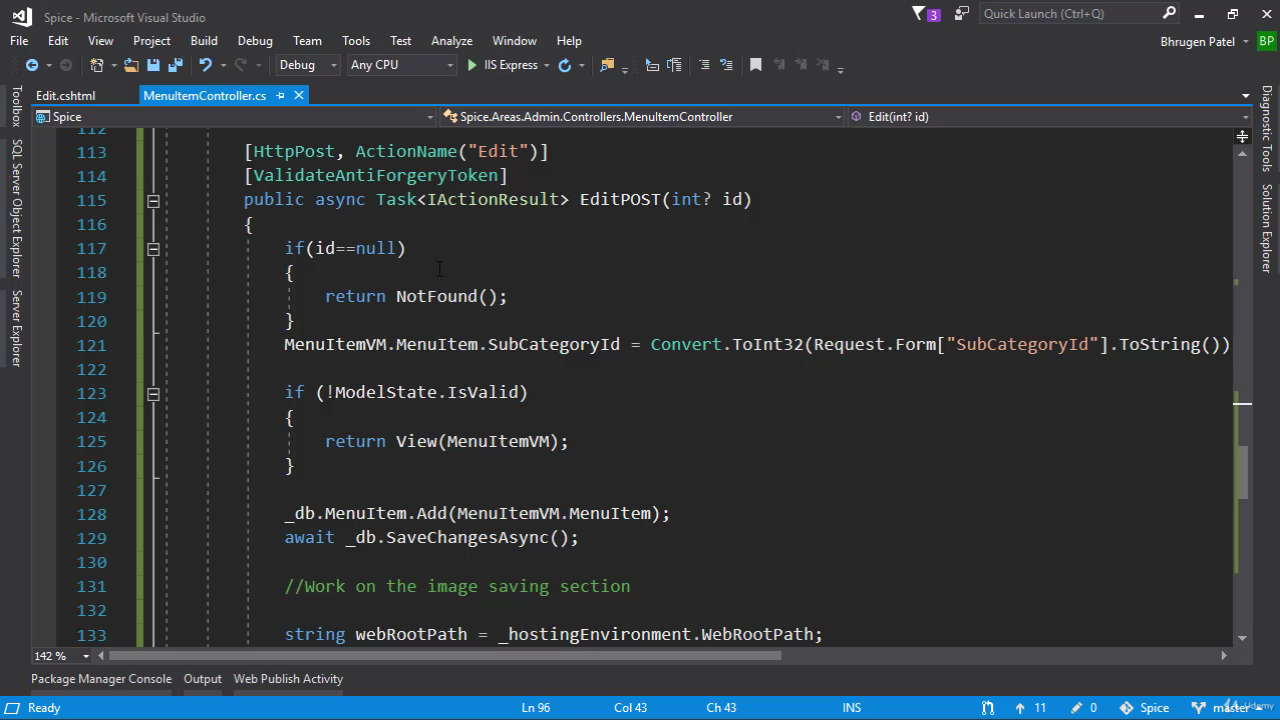 Spice - Microsoft Visual Studio
3
Quick Launch (Ctrl+Q)
File Edit View Project Build Debug Team Tools Test Analyze Window Help
Bhrugen Patel BP
Debug Any CPU IIS Express
Edit.cshtml MenuItemController.cs
Spice Spice.Areas.Admin.Controllers.MenuItemController Edit(int? id)
Toolbox
SQL Server Object Explorer
Server Explorer
Diagnostic Tools
Solution Explorer
112
113 [HttpPost, ActionName("Edit")]
114 [ValidateAntiForgeryToken]
115 public async Task<IActionResult> EditPOST(int? id)
116 {
117 if(id==null)
118 {
119 return NotFound();
120 }
121 MenuItemVM.MenuItem.SubCategoryId = Convert.ToInt32(Request.Form["SubCategoryId"].ToString())
122
123 if (!ModelState.IsValid)
124 {
125 return View(MenuItemVM);
126 }
127
128 _db.MenuItem.Add(MenuItemVM.MenuItem);
129 await _db.SaveChangesAsync();
130
131 //Work on the image saving section
132
133 string webRootPath = _hostingEnvironment.WebRootPath;
142 %
Package Manager Console Output Web Publish Activity
Ready Ln 96 Col 43 Ch 43 INS 11 0 Spice master
Udemy